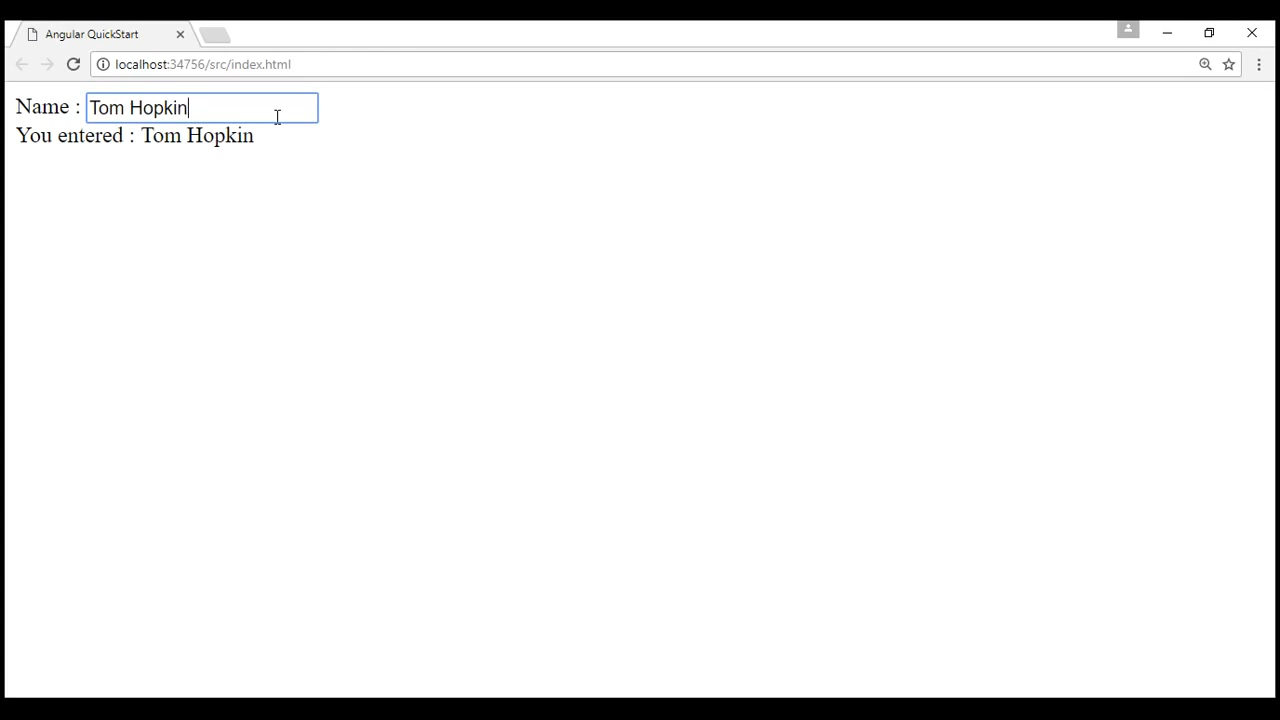 Angular QuickStart
localhost:34756/src/index.html
Name : Tom Hopkin
You entered : Tom Hopkin